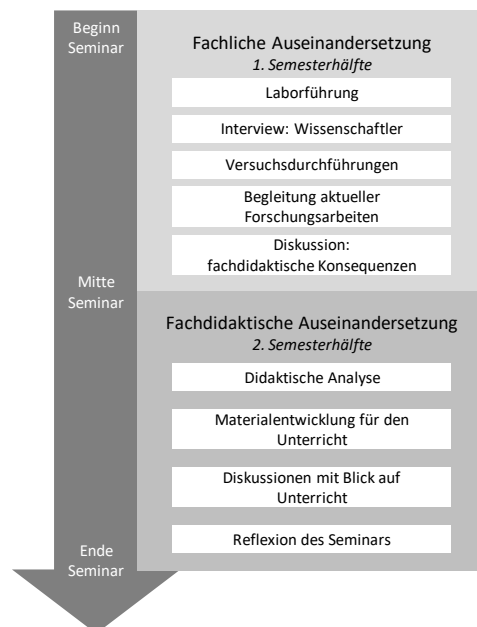 Beginn
Seminar
Fachliche Auseinandersetzung
1. Semesterhälfte
Laborführung
Interview: Wissenschaftler
Versuchsdurchführungen
Begleitung aktueller
Forschungsarbeiten
Diskussion:
fachdidaktische Konsequenzen
Mitte
Seminar
Fachdidaktische Auseinandersetzung
2. Semesterhälfte
Didaktische Analyse
Materialentwicklung für den
Unterricht
Diskussionen mit Blick auf
Unterricht
Reflexion des Seminars
Ende
Seminar